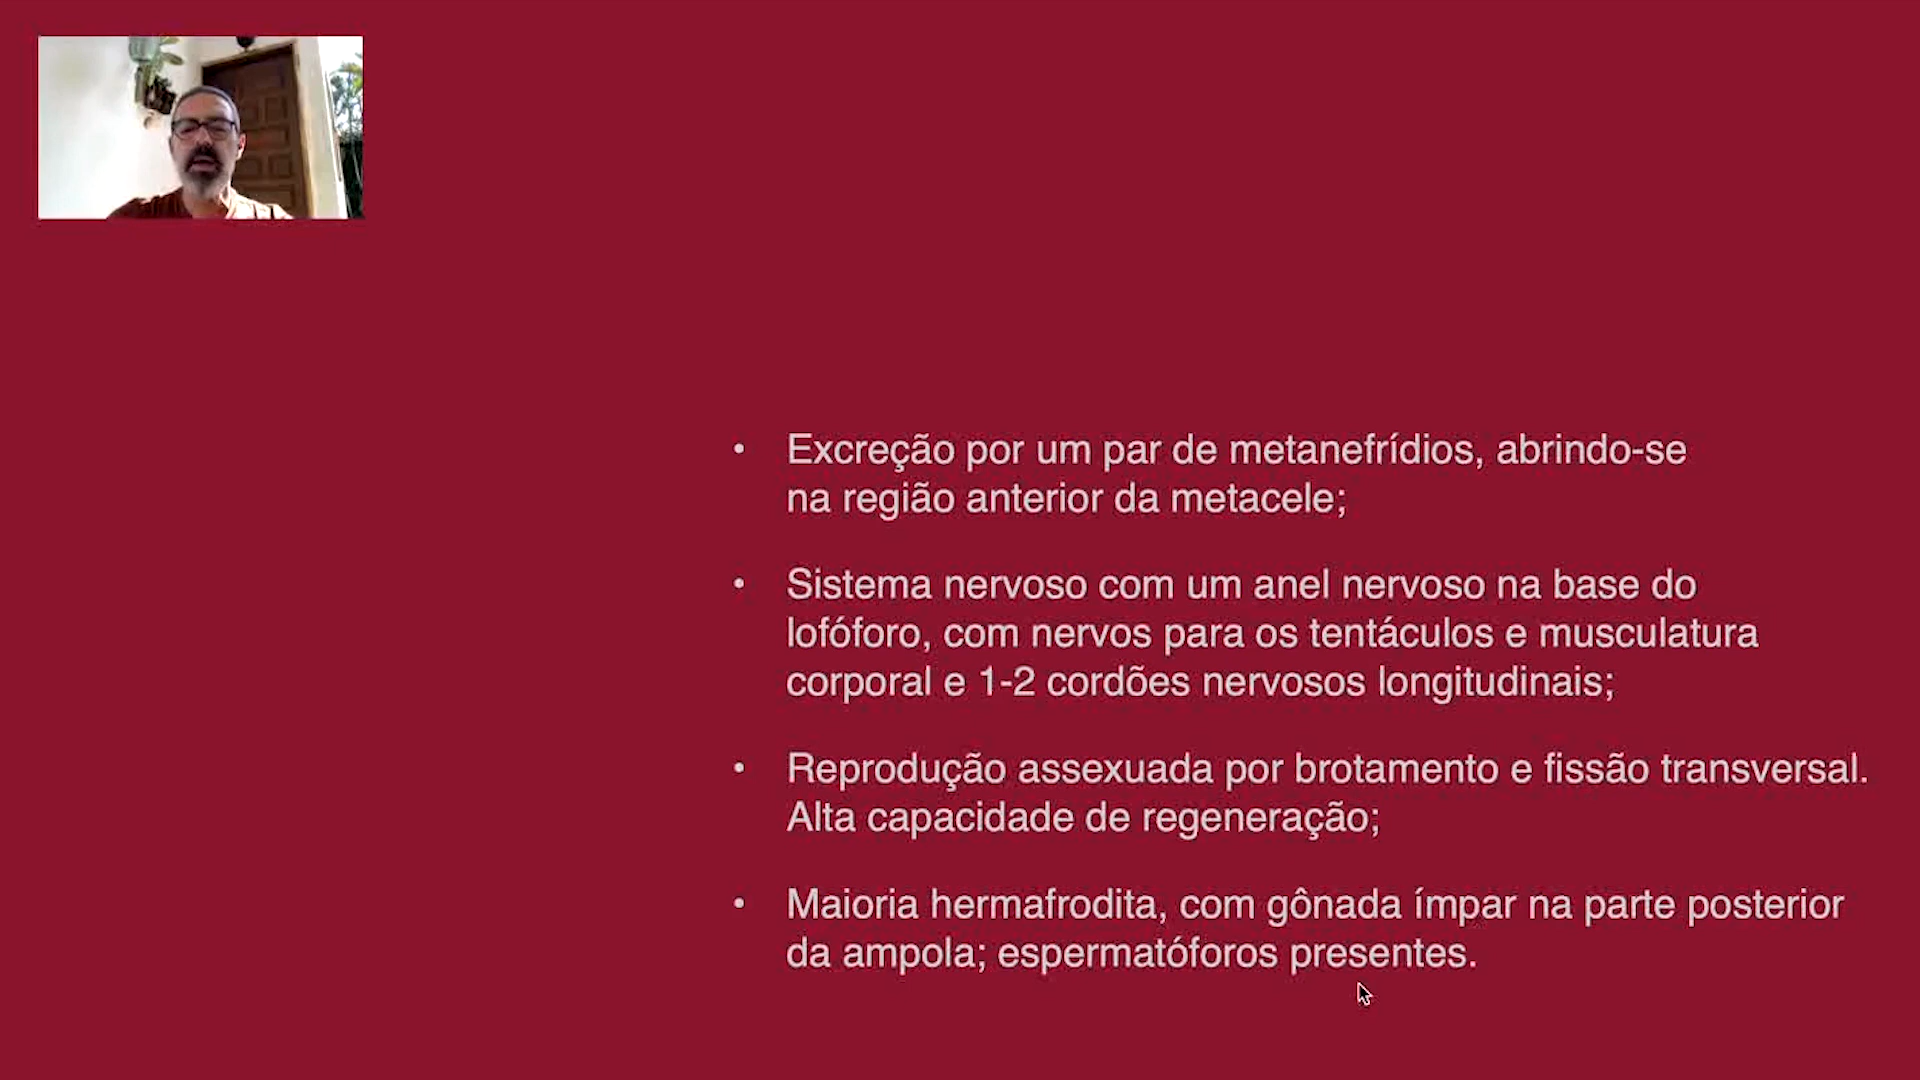 • Excreção por um par de metanefrídios, abrindo-se
na região anterior da metacele;
• Sistema nervoso com um anel nervoso na base do
lofóforo, com nervos para os tentáculos e musculatura
corporal e 1-2 cordões nervosos longitudinais;
• Reprodução assexuada por brotamento e fissão transversal.
Alta capacidade de regeneração;
• Maioria hermafrodita, com gônada ímpar na parte posterior
da ampola; espermatóforos presentes.